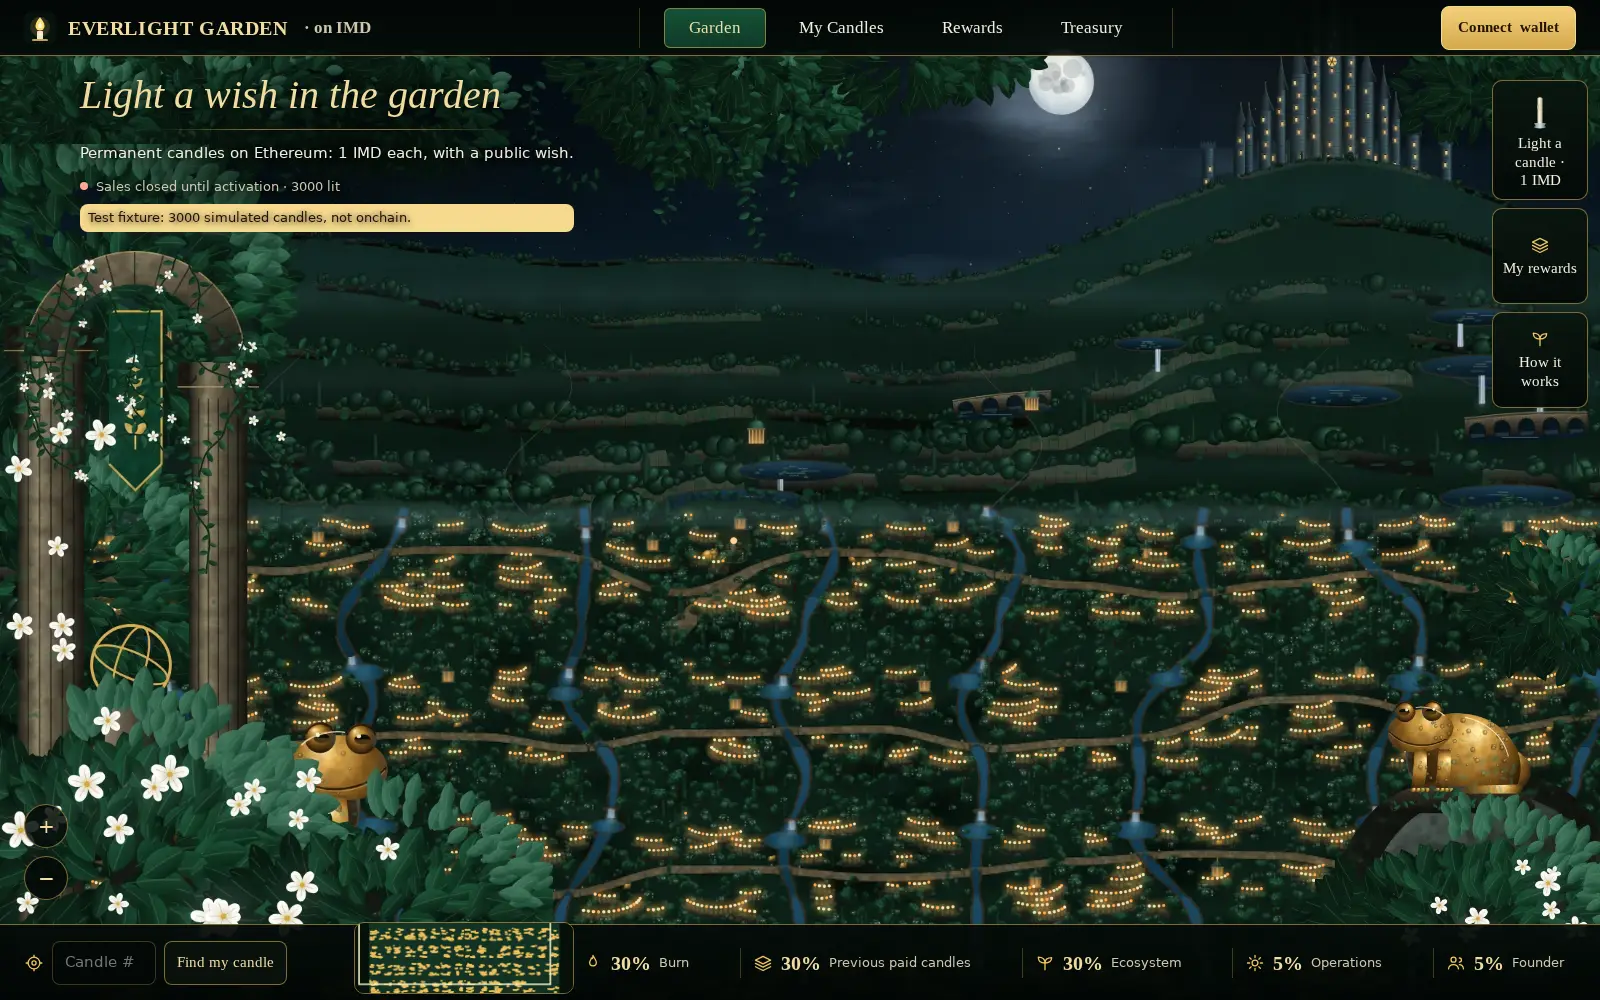 EVERLIGHT GARDEN · on IMD
Garden
My Candles
Rewards
Treasury
Connect wallet
Light a wish in the garden
Permanent candles on Ethereum: 1 IMD each, with a public wish.
Sales closed until activation · 3000 lit
Test fixture: 3000 simulated candles, not onchain.
Light a
candle ·
1 IMD
My rewards
How it
works
+
−
Candle #
Find my candle
30% Burn
30% Previous paid candles
30% Ecosystem
5% Operations
5% Founder